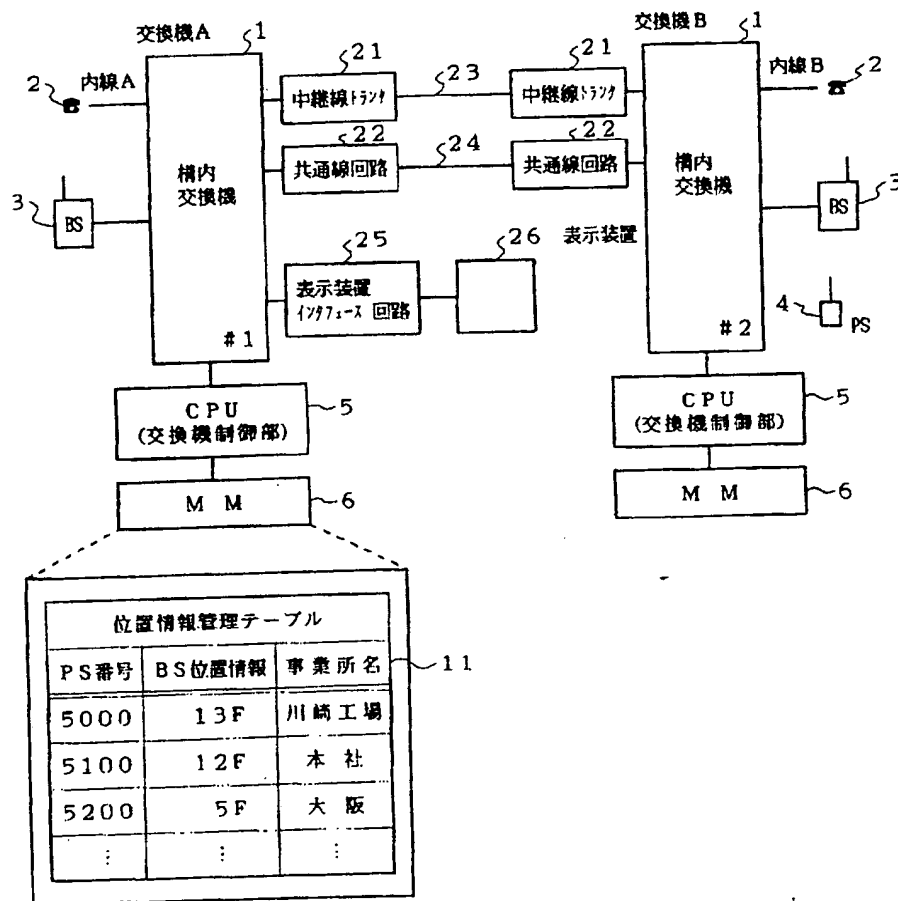 交換機A
1
21
23
21
交換機B
1
2
内線A
中継線トランク
中継線トランク
内線B
2
22
24
22
構内
交換機
共通線回路
共通線回路
構内
交換機
3
BS
BS
3
25
26
表示装置
表示装置
インタフェース 回路
4
PS
#1
#2
CPU
(交換機制御部)
5
CPU
(交換機制御部)
5
MM
6
MM
6
位置情報管理テーブル
PS番号 BS位置情報 事業所名
11
5000 13F 川崎工場
5100 12F 本社
5200 5F 大阪
⋮ ⋮ ⋮